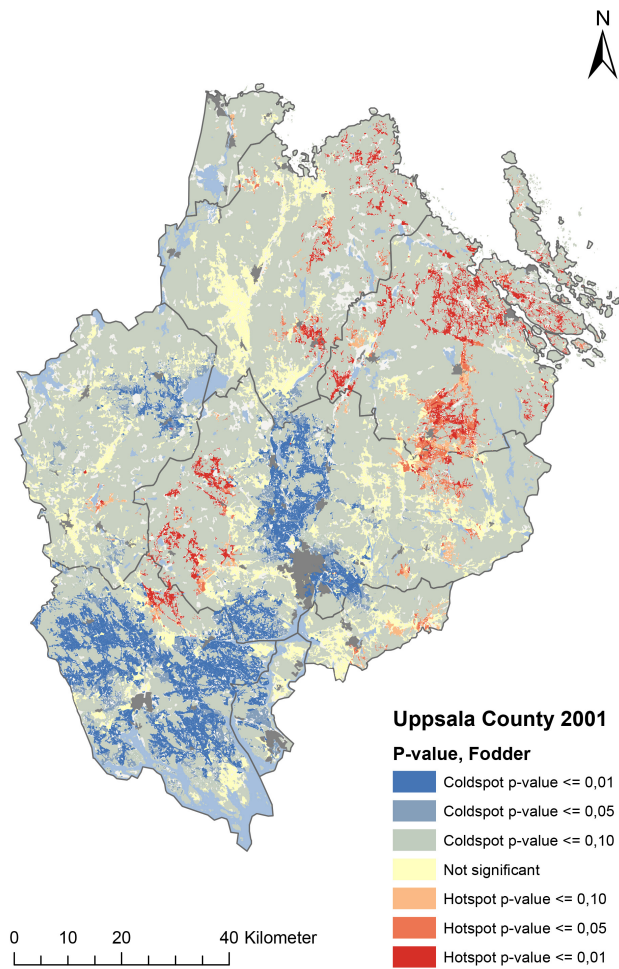 N
Uppsala County 2001
P-value, Fodder
Coldspot p-value <= 0,01
Coldspot p-value <= 0,05
Coldspot p-value <= 0,10
Not significant
Hotspot p-value <= 0,10
Hotspot p-value <= 0,05
Hotspot p-value <= 0,01
0 10 20 40 Kilometer